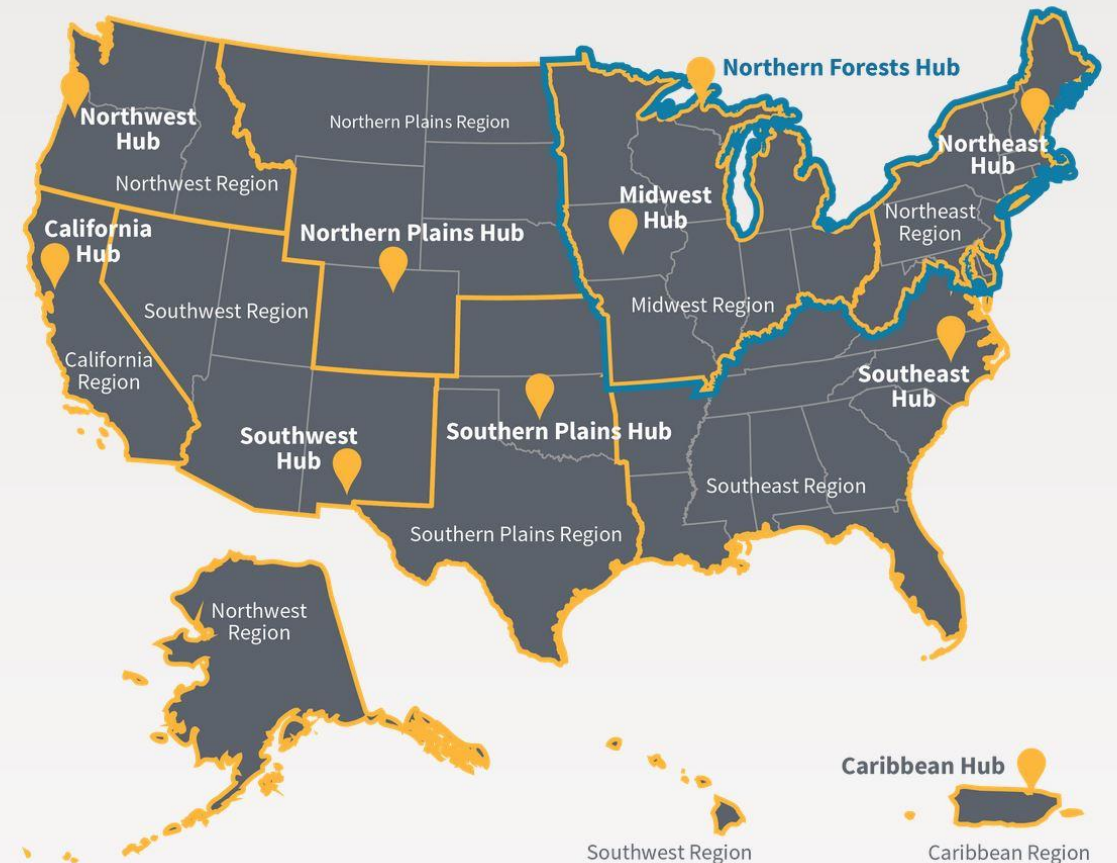 Northern Forests Hub
Northwest
Hub
Northern Plains Region
Northeast
Hub
Northwest Region
Midwest
Hub
Northeast
Region
California
Hub
Northern Plains Hub
Southwest Region
Midwest Region
California
Region
Southeast
Hub
Southwest
Hub
Southern Plains Hub
Southeast Region
Southern Plains Region
Northwest
Region
Caribbean Hub
Southwest Region
Caribbean Region